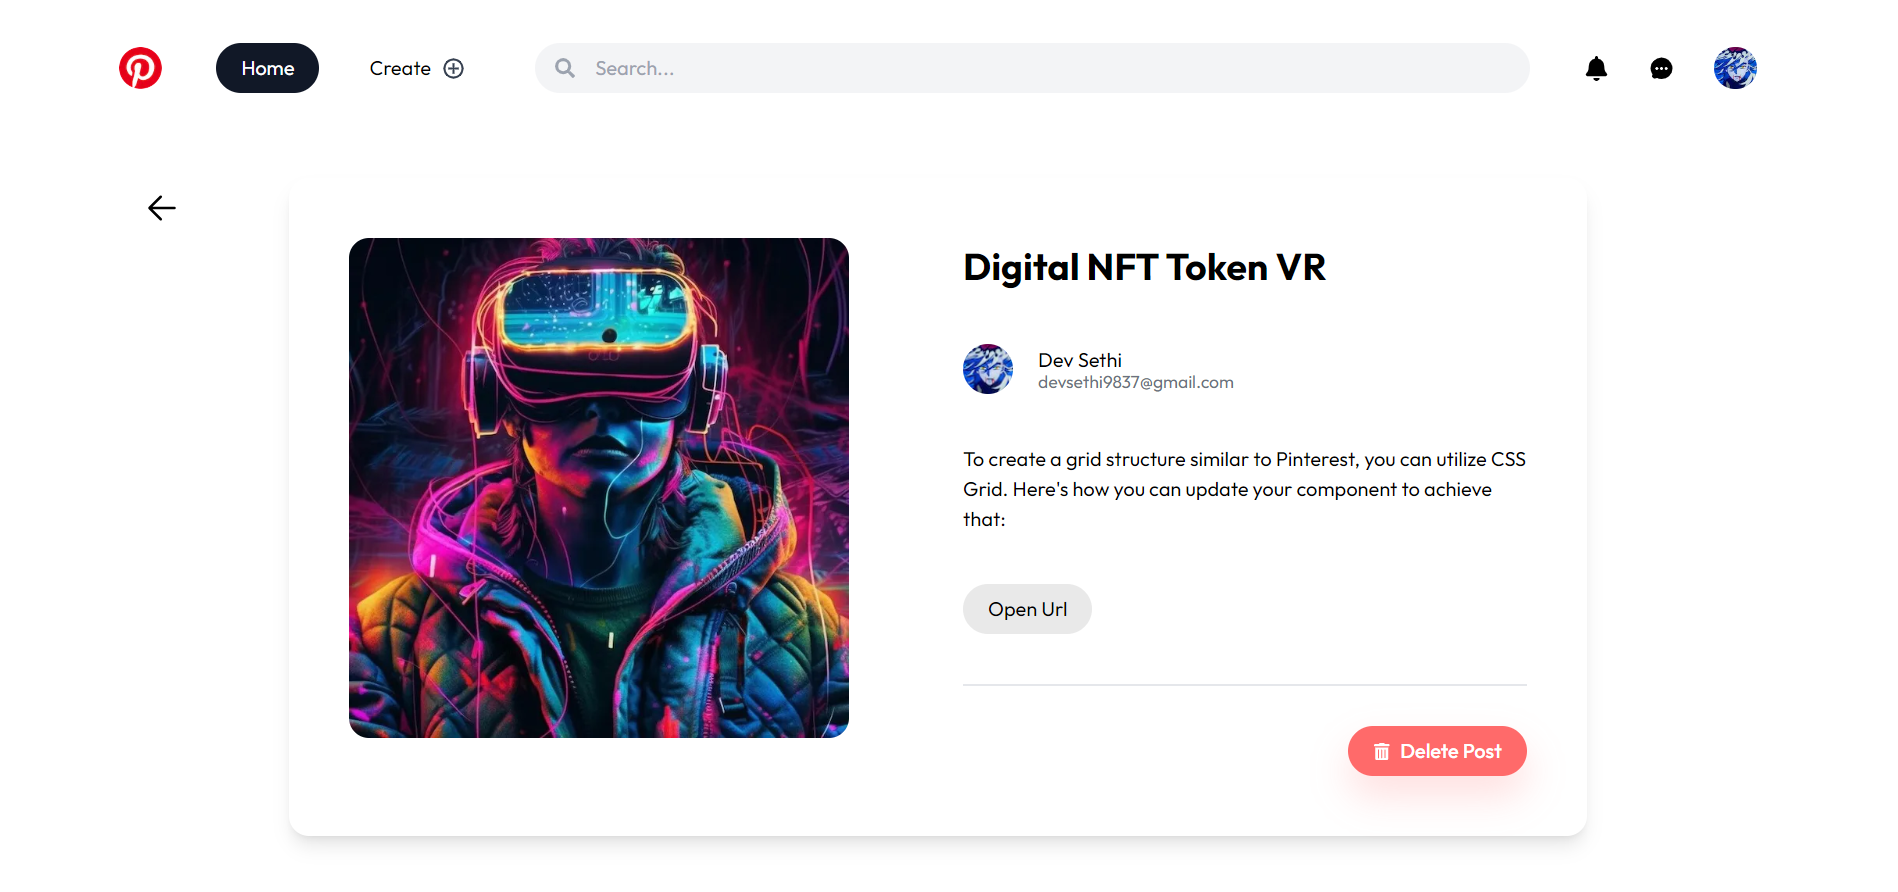 Home
Create
Search...
Digital NFT Token VR
Dev Sethi
devsethi9837@gmail.com
To create a grid structure similar to Pinterest, you can utilize CSS
Grid. Here's how you can update your component to achieve
that:
Open Url
Delete Post